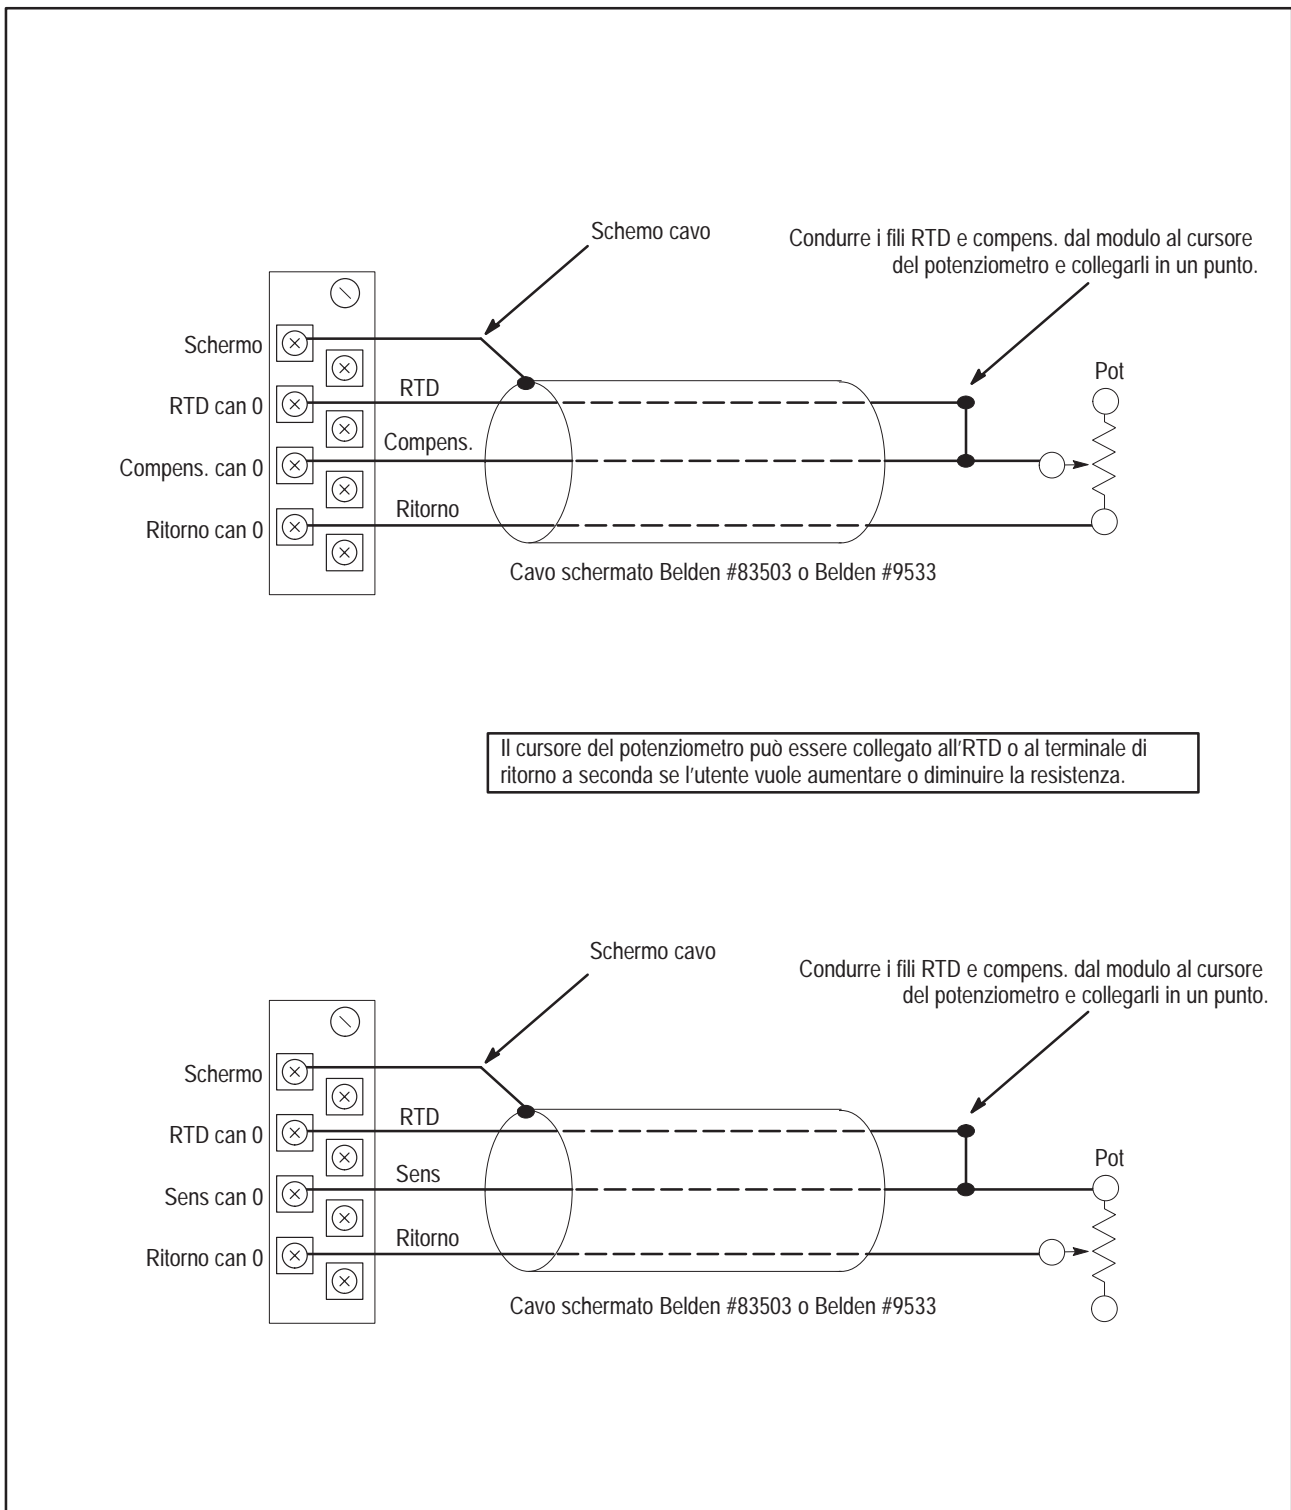 Schemo cavo
Condurre i fili RTD e compens. dal modulo al cursore
del potenziometro e collegarli in un punto.
Schermo
RTD
Pot
RTD can 0
Compens.
Compens. can 0
Ritorno
Ritorno can 0
Cavo schermato Belden #83503 o Belden #9533
Il cursore del potenziometro può essere collegato all'RTD o al terminale di
ritorno a seconda se l'utente vuole aumentare o diminuire la resistenza.
Schermo cavo
Condurre i fili RTD e compens. dal modulo al cursore
del potenziometro e collegarli in un punto.
Schermo
RTD
RTD can 0
Pot
Sens
Sens can 0
Ritorno
Ritorno can 0
Cavo schermato Belden #83503 o Belden #9533